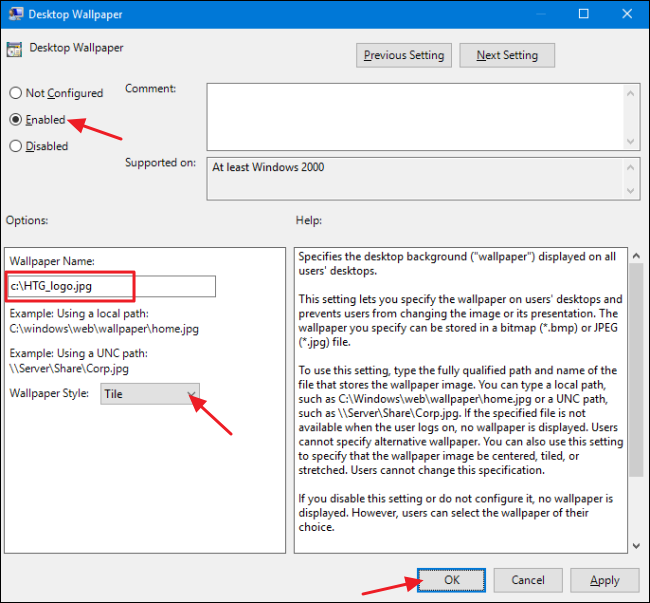 Desktop Wallpaper
Desktop Wallpaper
Previous Setting
Next Setting
Not Configured
Enabled
Disabled
Comment:
Supported on:
At least Windows 2000
Options:
Help:
Wallpaper Name:
c:\HTG_logo.jpg
Example: Using a local path:
C:\windows\web\wallpaper\home.jpg
Example: Using a UNC path:
\\Server\Share\Corp.jpg
Wallpaper Style:
Tile
Specifies the desktop background ("wallpaper") displayed on all
users' desktops.
This setting lets you specify the wallpaper on users' desktops and
prevents users from changing the image or its presentation. The
wallpaper you specify can be stored in a bitmap (*.bmp) or JPEG
(*.jpg) file.
To use this setting, type the fully qualified path and name of the
file that stores the wallpaper image. You can type a local path,
such as C:\Windows\web\wallpaper\home.jpg or a UNC path,
such as \\Server\Share\Corp.jpg. If the specified file is not
available when the user logs on, no wallpaper is displayed. Users
cannot specify alternative wallpaper. You can also use this setting
to specify that the wallpaper image be centered, tiled, or
stretched. Users cannot change this specification.
If you disable this setting or do not configure it, no wallpaper is
displayed. However, users can select the wallpaper of their
choice.
OK
Cancel
Apply